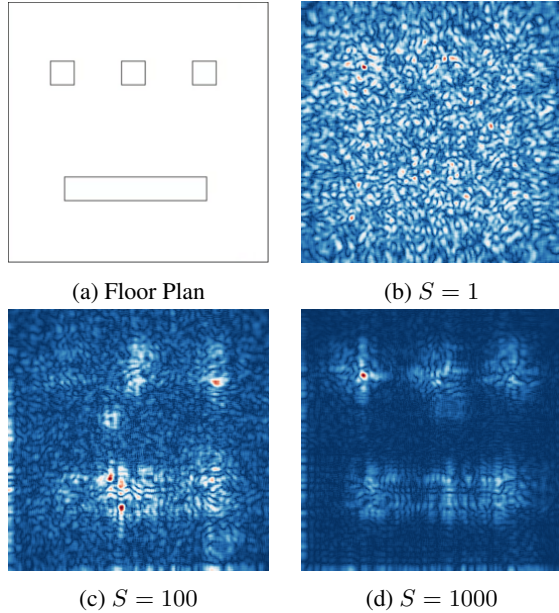 (a) Floor Plan
(b) S = 1
(c) S = 100
(d) S = 1000